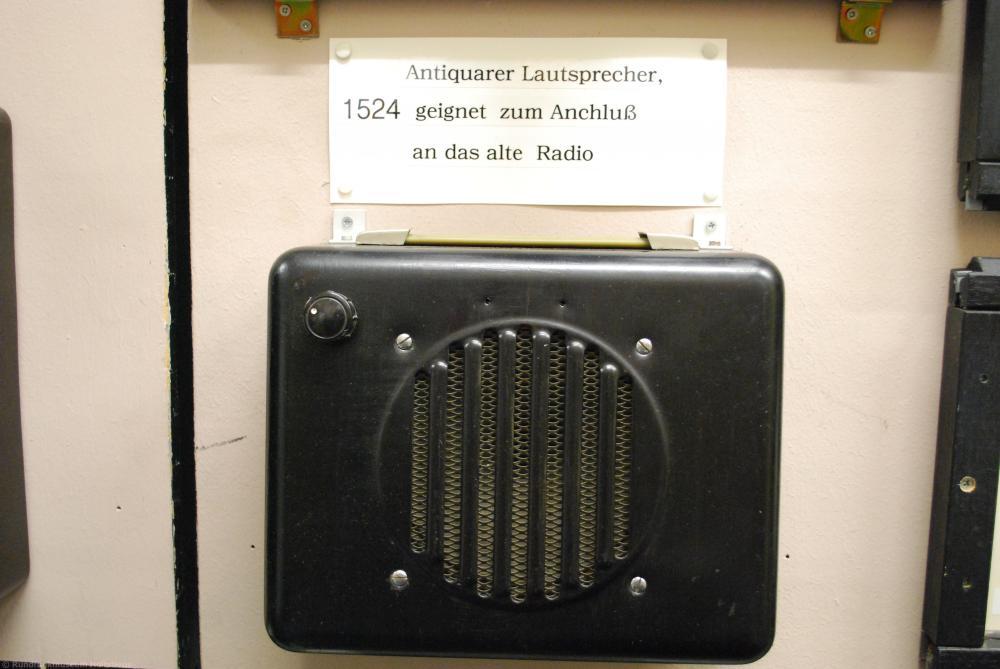 Antiquarer Lautsprecher,
1524 geignet zum Anchluß
an das alte Radio